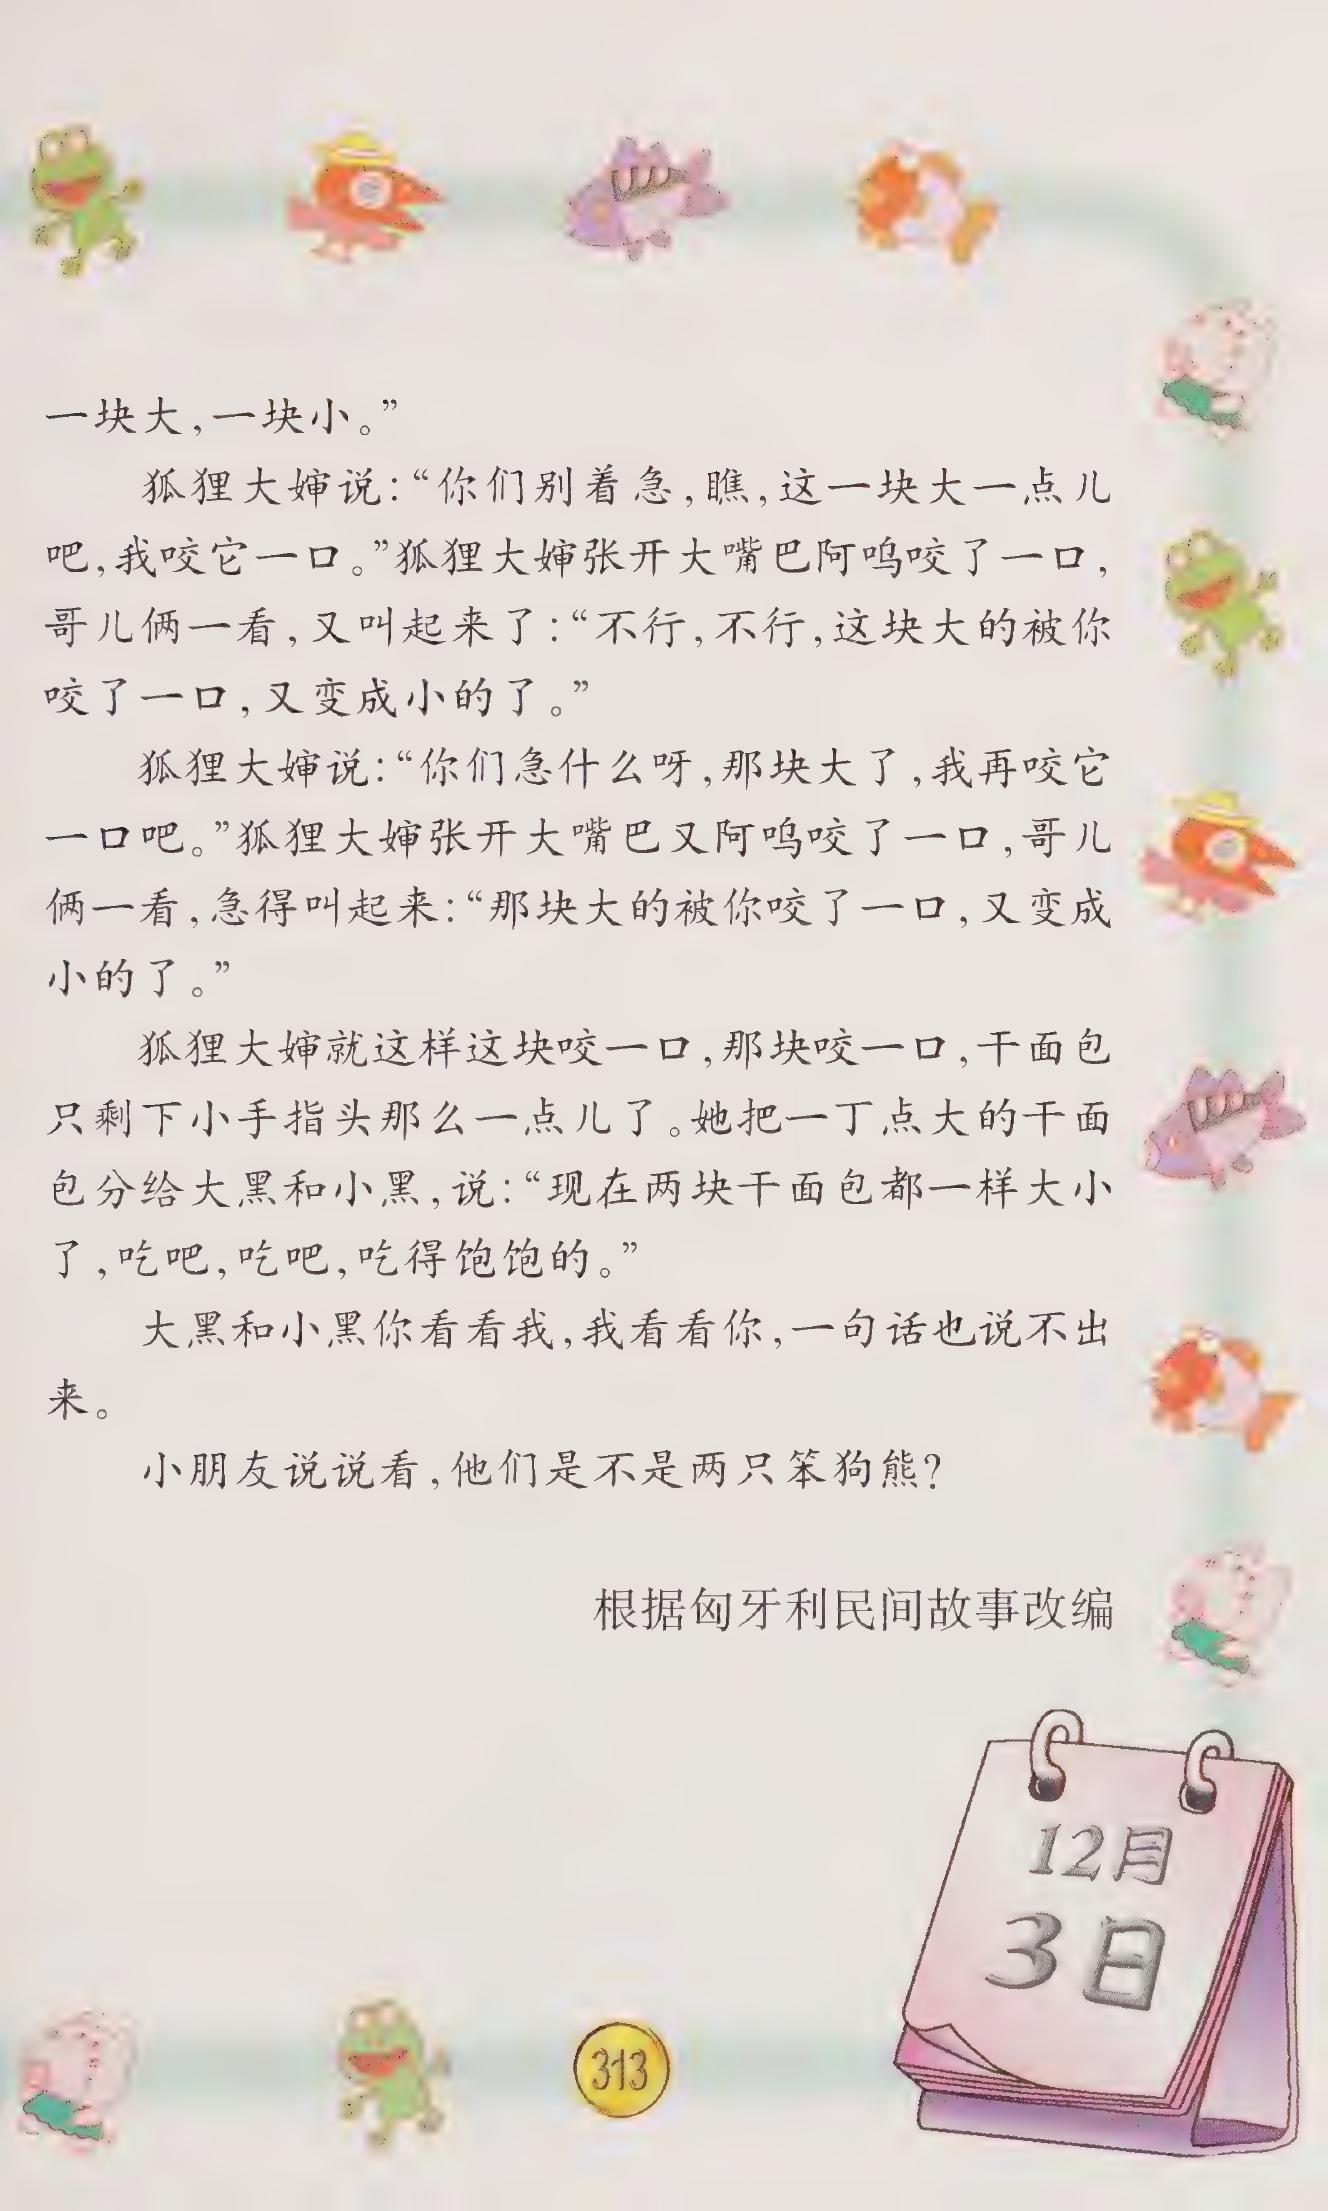 一块大,一块小。”
狐狸大婶说:“你们别着急,瞧,这一块大一点儿
吧,我咬它一口。”狐狸大婶张开大嘴巴阿呜咬了一口,
哥儿俩一看,又叫起来了:“不行,不行,这块大的被你
咬了一口,又变成小的了。”
狐狸大婶说:“你们急什么呀,那块大了,我再咬它
一口吧。”狐狸大婶张开大嘴巴又阿呜咬了一口,哥儿
俩一看,急得叫起来:“那块大的被你咬了一口,又变成
小的了。”
狐狸大婶就这样这块咬一口,那块咬一口,干面包
只剩下小手指头那么一点儿了。她把一丁点大的干面
包分给大黑和小黑,说:“现在两块干面包都一样大小
了,吃吧,吃吧,吃得饱饱的。”
大黑和小黑你看看我,我看看你,一句话也说不出
来。
小朋友说说看,他们是不是两只笨狗熊?
根据匈牙利民间故事改编
12月
3日
313